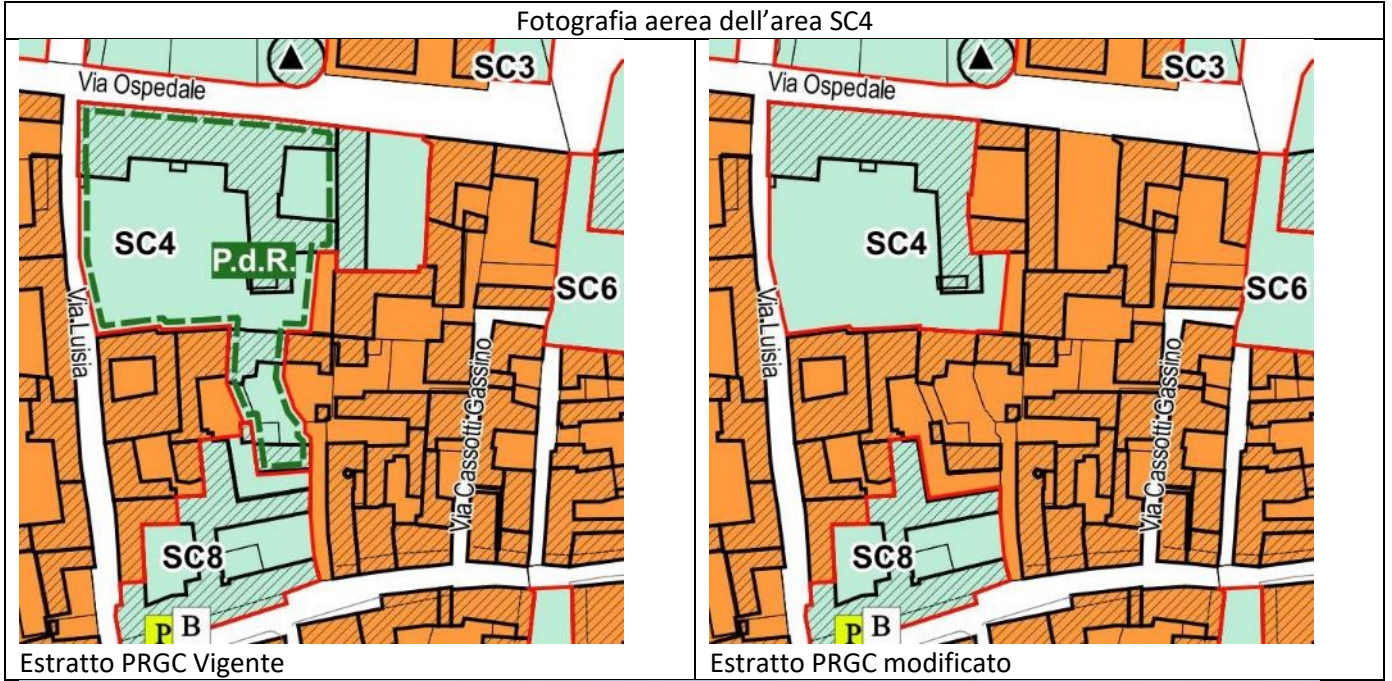 Fotografia aerea dell’area SC4
SC3
Via Ospedale
SC4
P.d.R.
SC6
Via Luisia
Via Cassotti Gassino
SC8
P B
Estratto PRGC Vigente
SC3
Via Ospedale
SC4
SC6
Via Luisia
Via Cassotti Gassino
SC8
P B
Estratto PRGC modificato